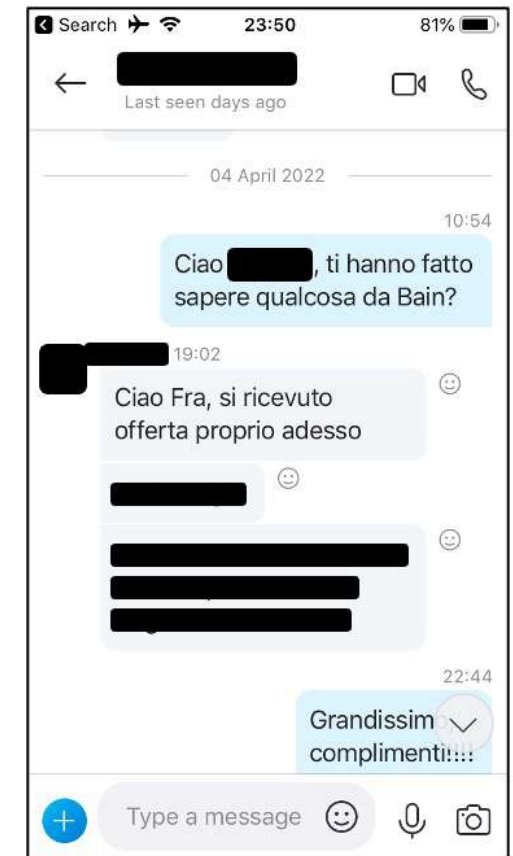 Search 23:50 81%
Last seen days ago
04 April 2022
10:54
Ciao , ti hanno fatto
sapere qualcosa da Bain?
19:02
Ciao Fra, si ricevuto
offerta proprio adesso
22:44
Grandissimo
complimenti!!!!
Type a message